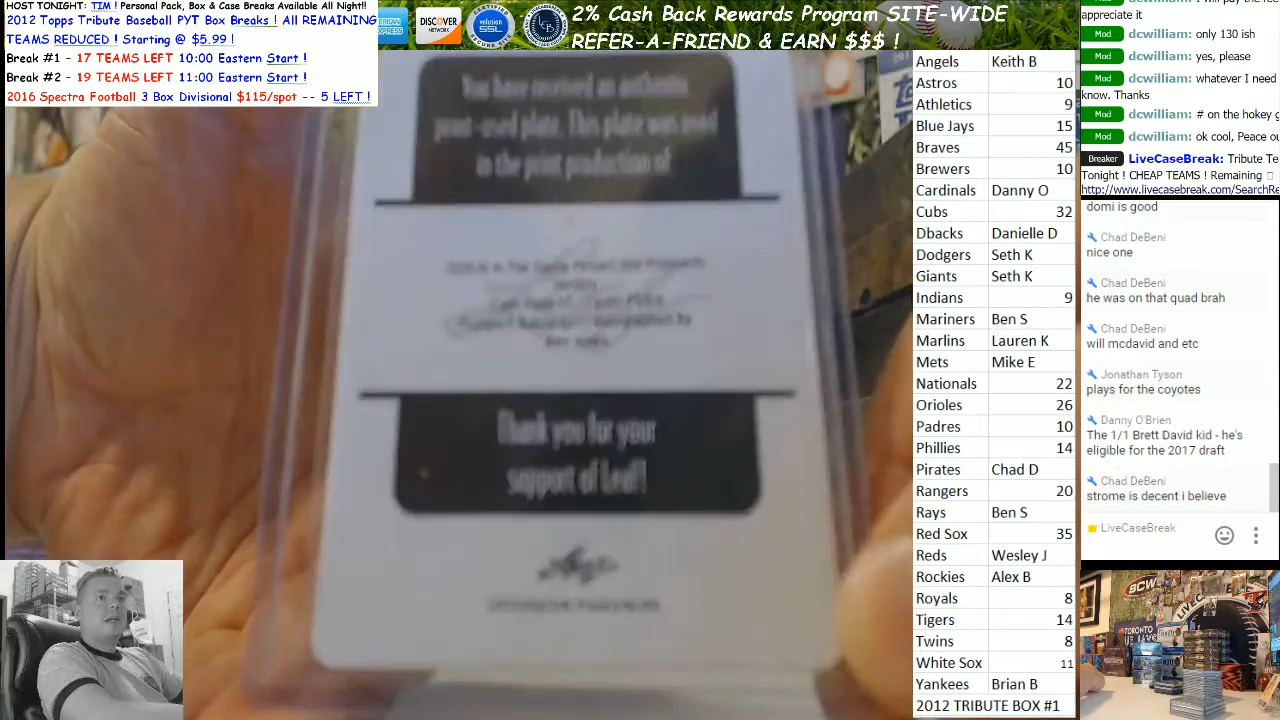 HOST TONIGHT: TIM ! Personal Pack, Box & Case Breaks Available All Night!!
2012 Topps Tribute Baseball PYT Box Breaks ! All REMAINING
TEAMS REDUCED ! Starting @ $5.99 !
Break #1 - 17 TEAMS LEFT 10:00 Eastern Start !
Break #2 - 19 TEAMS LEFT 11:00 Eastern Start !
2016 Spectra Football 3 Box Divisional $115/spot -- 5 LEFT !
AMERICAN EXPRESS
DISCOVER NETWORK
volusion SSL
LCB
2% Cash Back Rewards Program SITE-WIDE
REFER-A-FRIEND & EARN $$$ !
You have received an authentic
press-used plate. This plate was used
in the print production of
Thank you for your
support of Leaf!
Angels Keith B
Astros 10
Athletics 9
Blue Jays 15
Braves 45
Brewers 10
Cardinals Danny O
Cubs 32
Dbacks Danielle D
Dodgers Seth K
Giants Seth K
Indians 9
Mariners Ben S
Marlins Lauren K
Mets Mike E
Nationals 22
Orioles 26
Padres 10
Phillies 14
Pirates Chad D
Rangers 20
Rays Ben S
Red Sox 35
Reds Wesley J
Rockies Alex B
Royals 8
Tigers 14
Twins 8
White Sox 11
Yankees Brian B
2012 TRIBUTE BOX #1
appreciate it
Mod dcwilliam: only 130 ish
Mod dcwilliam: yes, please
Mod dcwilliam: whatever I need
know. Thanks
Mod dcwilliam: # on the hokey g
Mod dcwilliam: ok cool, Peace ou
Breaker LiveCaseBreak: Tribute Te
Tonight ! CHEAP TEAMS ! Remaining
http://www.livecasebreak.com/SearchRe
domi is good
Chad DeBeni
nice one
Chad DeBeni
he was on that quad brah
Chad DeBeni
will mcdavid and etc
Jonathan Tyson
plays for the coyotes
Danny O'Brien
The 1/1 Brett David kid - he's
eligible for the 2017 draft
Chad DeBeni
strome is decent i believe
LiveCaseBreak
BCW
TORONTO